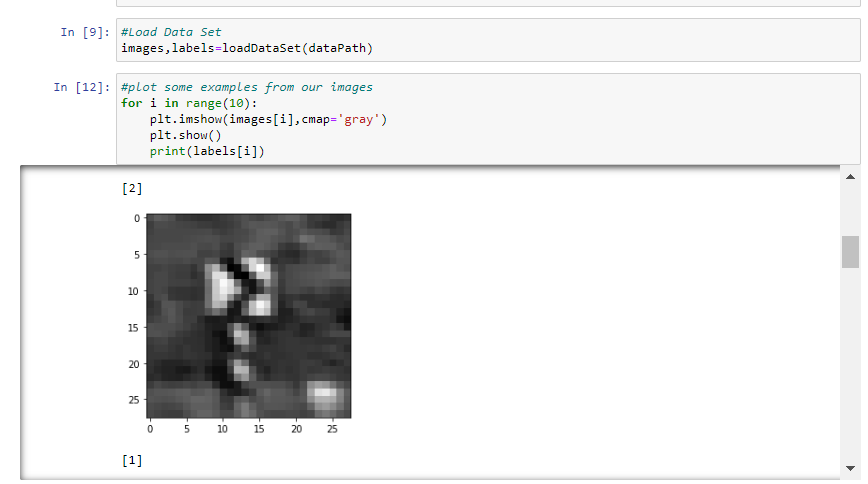 In [9]: #Load Data Set
images,labels=loadDataSet(dataPath)
In [12]: #plot some examples from our images
for i in range(10):
    plt.imshow(images[i],cmap='gray')
    plt.show()
    print(labels[i])
[2]
0
5
10
15
20
25
0 5 10 15 20 25
[1]